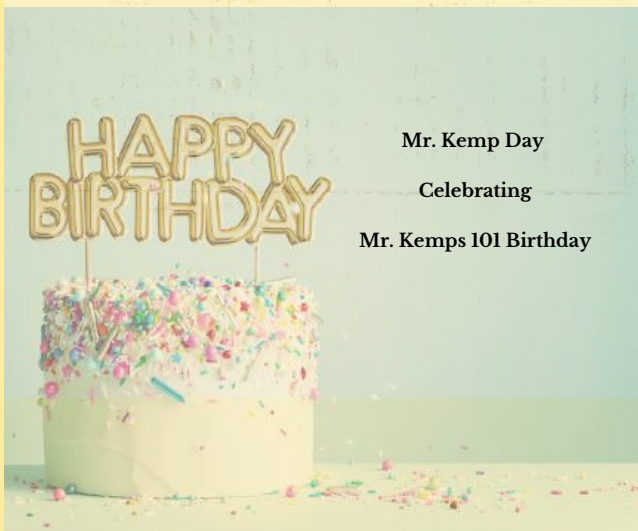 HAPPY
BIRTHDAY
Mr. Kemp Day
Celebrating
Mr. Kemps 101 Birthday